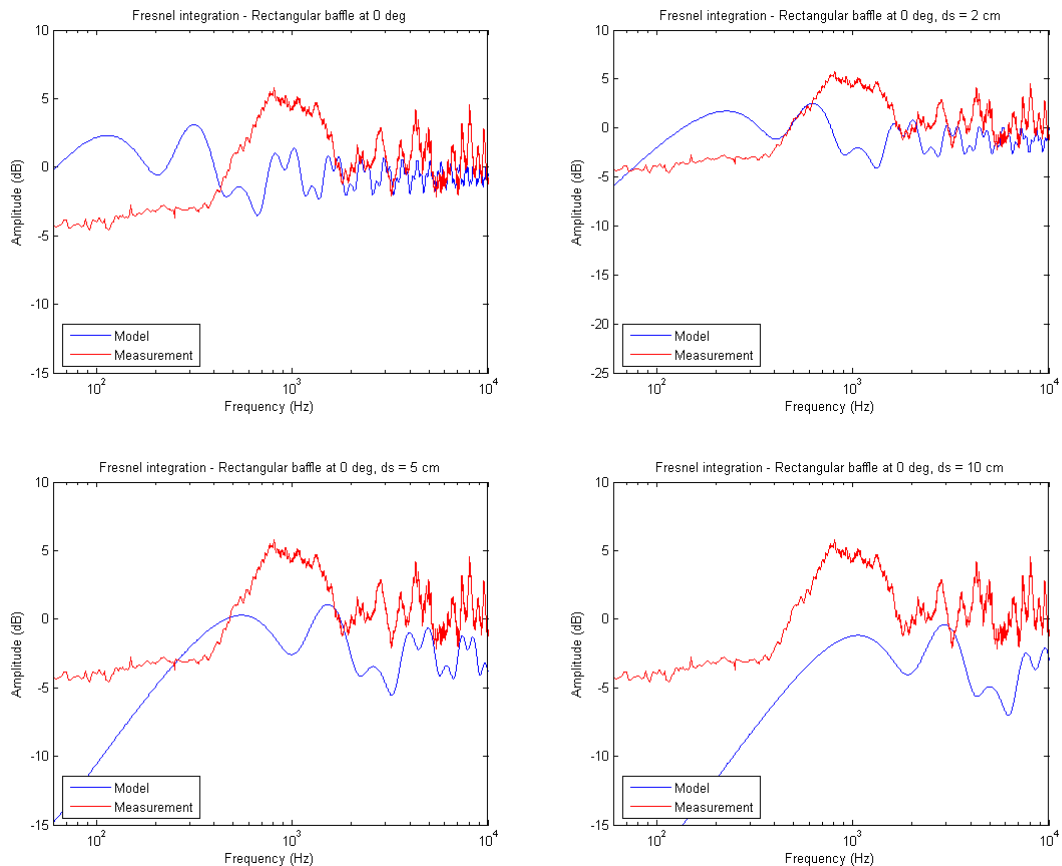 Fresnel integration - Rectangular baffle at 0 deg
10
5
0
-5
-10
-15
Amplitude (dB)
Model
Measurement
10^2
10^3
10^4
Frequency (Hz)
Fresnel integration - Rectangular baffle at 0 deg, ds = 2 cm
10
5
0
-5
-10
-15
-20
-25
Amplitude (dB)
Model
Measurement
10^2
10^3
10^4
Frequency (Hz)
Fresnel integration - Rectangular baffle at 0 deg, ds = 5 cm
10
5
0
-5
-10
-15
Amplitude (dB)
Model
Measurement
10^2
10^3
10^4
Frequency (Hz)
Fresnel integration - Rectangular baffle at 0 deg, ds = 10 cm
10
5
0
-5
-10
-15
Amplitude (dB)
Model
Measurement
10^2
10^3
10^4
Frequency (Hz)